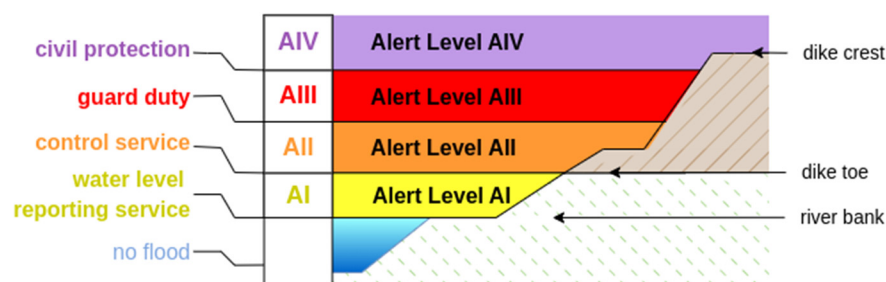 civil protection
AIV
Alert Level AIV
dike crest
guard duty
AIII
Alert Level AIII
control service
AII
Alert Level AII
dike toe
water level
reporting service
AI
Alert Level AI
river bank
no flood